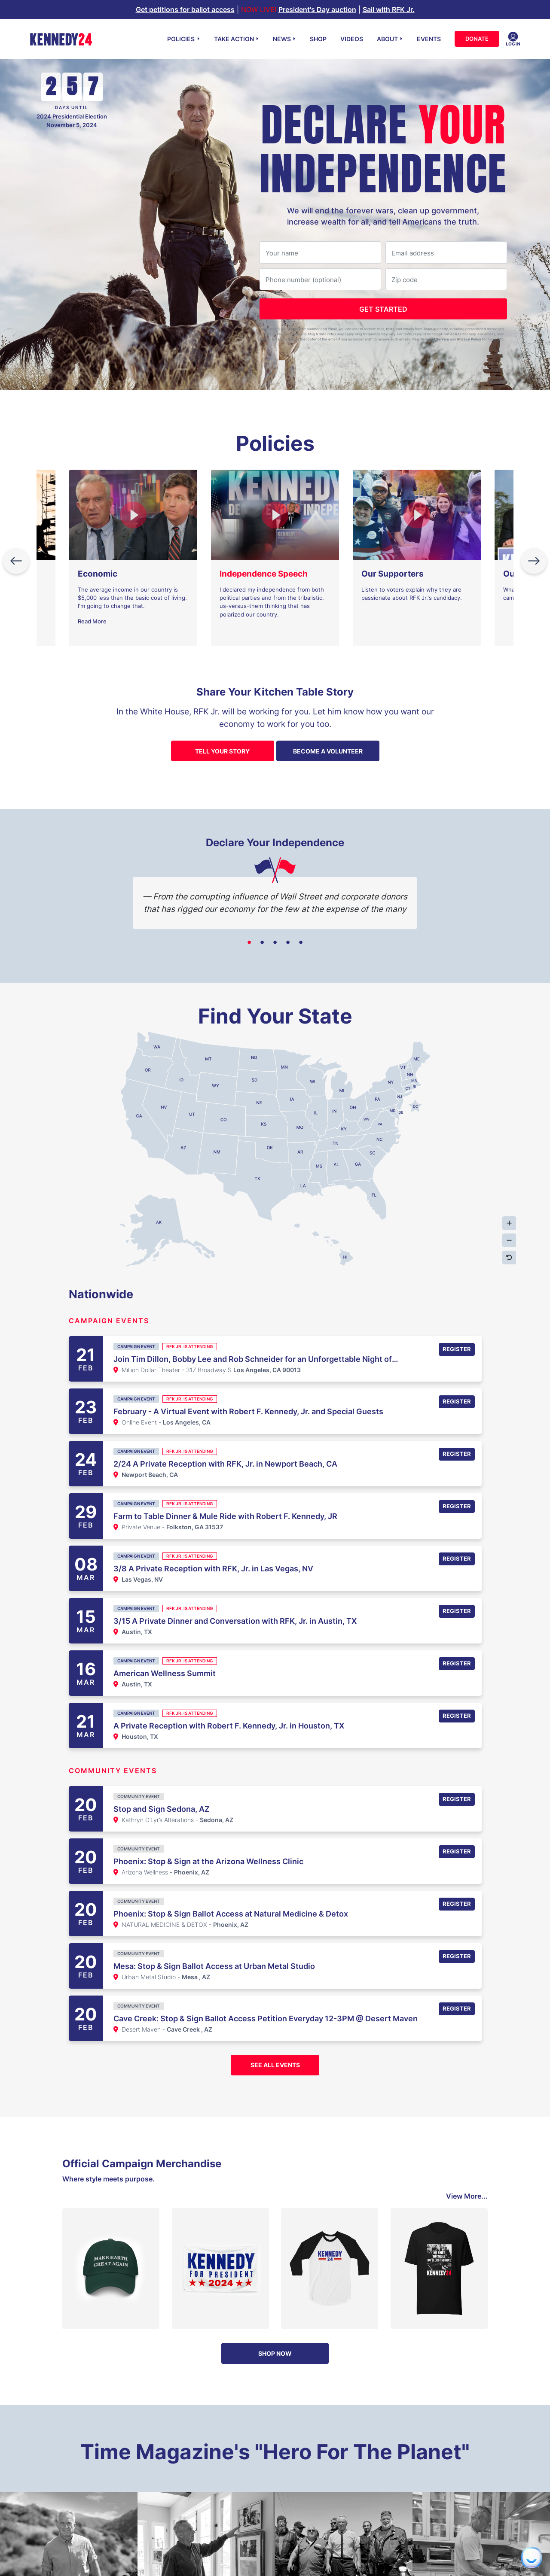 Get petitions for ballot access | NOW LIVE: President's Day auction | Sail with RFK Jr.
KENNEDY24
POLICIES
TAKE ACTION
NEWS
SHOP
VIDEOS
ABOUT
EVENTS
DONATE
LOGIN
2 5 7
DAYS UNTIL
2024 Presidential Election
November 5, 2024
DECLARE YOUR
INDEPENDENCE
We will end the forever wars, clean up government,
increase wealth for all, and tell Americans the truth.
Your name
Email address
Phone number (optional)
Zip code
GET STARTED
Policies
Economic
The average income in our country is
$5,000 less than the basic cost of living.
I'm going to change that.
Read More
Independence Speech
I declared my independence from both
political parties and from the tribalistic,
us-versus-them thinking that has
polarized our country.
Our Supporters
Listen to voters explain why they are
passionate about RFK Jr.'s candidacy.
Share Your Kitchen Table Story
In the White House, RFK Jr. will be working for you. Let him know how you want our
economy to work for you too.
TELL YOUR STORY
BECOME A VOLUNTEER
Declare Your Independence
— From the corrupting influence of Wall Street and corporate donors
that has rigged our economy for the few at the expense of the many
Find Your State
WA
MT
ND
MN
ME
VT
NH
OR
ID
WY
SD
WI
MI
NY
MA
CT
RI
NV
NE
IA
PA
NJ
CA
UT
CO
KS
MO
IL
IN
OH
WV
VA
MD
DE
DC
KY
AZ
NM
OK
AR
TN
NC
SC
MS
AL
GA
TX
LA
FL
AK
HI
Nationwide
CAMPAIGN EVENTS
21
FEB
CAMPAIGN EVENT
RFK JR. IS ATTENDING
Join Tim Dillon, Bobby Lee and Rob Schneider for an Unforgettable Night of...
Million Dollar Theater - 317 Broadway S Los Angeles, CA 90013
REGISTER
23
FEB
CAMPAIGN EVENT
RFK JR. IS ATTENDING
February - A Virtual Event with Robert F. Kennedy, Jr. and Special Guests
Online Event - Los Angeles, CA
REGISTER
24
FEB
CAMPAIGN EVENT
RFK JR. IS ATTENDING
2/24 A Private Reception with RFK, Jr. in Newport Beach, CA
Newport Beach, CA
REGISTER
29
FEB
CAMPAIGN EVENT
RFK JR. IS ATTENDING
Farm to Table Dinner & Mule Ride with Robert F. Kennedy, JR
Private Venue - Folkston, GA 31537
REGISTER
08
MAR
CAMPAIGN EVENT
RFK JR. IS ATTENDING
3/8 A Private Reception with RFK, Jr. in Las Vegas, NV
Las Vegas, NV
REGISTER
15
MAR
CAMPAIGN EVENT
RFK JR. IS ATTENDING
3/15 A Private Dinner and Conversation with RFK, Jr. in Austin, TX
Austin, TX
REGISTER
16
MAR
CAMPAIGN EVENT
RFK JR. IS ATTENDING
American Wellness Summit
Austin, TX
REGISTER
21
MAR
CAMPAIGN EVENT
RFK JR. IS ATTENDING
A Private Reception with Robert F. Kennedy, Jr. in Houston, TX
Houston, TX
REGISTER
COMMUNITY EVENTS
20
FEB
COMMUNITY EVENT
Stop and Sign Sedona, AZ
Kathryn D'Lyr's Alterations - Sedona, AZ
REGISTER
20
FEB
COMMUNITY EVENT
Phoenix: Stop & Sign at the Arizona Wellness Clinic
Arizona Wellness - Phoenix, AZ
REGISTER
20
FEB
COMMUNITY EVENT
Phoenix: Stop & Sign Ballot Access at Natural Medicine & Detox
NATURAL MEDICINE & DETOX - Phoenix, AZ
REGISTER
20
FEB
COMMUNITY EVENT
Mesa: Stop & Sign Ballot Access at Urban Metal Studio
Urban Metal Studio - Mesa , AZ
REGISTER
20
FEB
COMMUNITY EVENT
Cave Creek: Stop & Sign Ballot Access Petition Everyday 12-3PM @ Desert Maven
Desert Maven - Cave Creek , AZ
REGISTER
SEE ALL EVENTS
Official Campaign Merchandise
Where style meets purpose.
View More...
MAKE EARTH
GREAT AGAIN
KENNEDY
FOR PRESIDENT
2024
KENNEDY
24
KENNEDY24
SHOP NOW
Time Magazine's "Hero For The Planet"